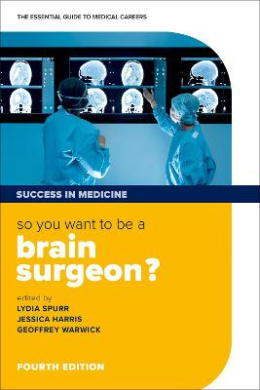 THE ESSENTIAL GUIDE TO MEDICAL CAREERS
SUCCESS IN MEDICINE
so you want to be a
brain
surgeon?
edited by
LYDIA SPURR
JESSICA HARRIS
GEOFFREY WARWICK
FOURTH EDITION